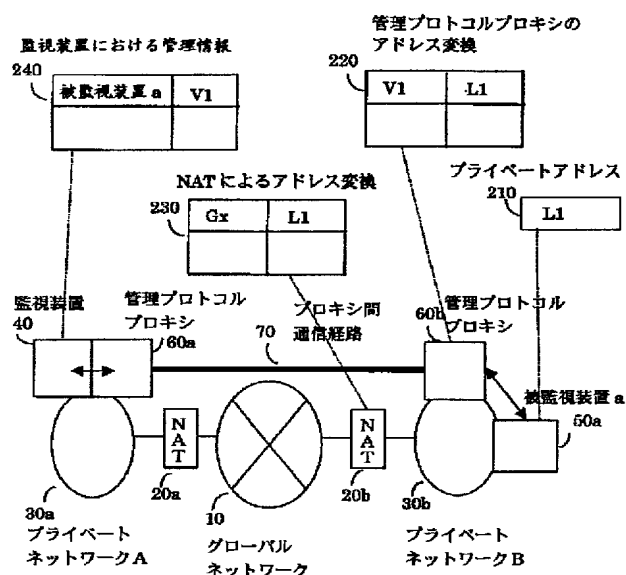 監視装置における管理情報
240
被監視装置 a
V1
管理プロトコルプロキシの
アドレス変換
220
V1
L1
NATによるアドレス変換
230
Gx
L1
プライベートアドレス
210
L1
監視装置
40
管理プロトコル
プロキシ
60a
プロキシ間
通信経路
70
管理プロトコル
プロキシ
60b
被監視装置 a
50a
NAT
20a
10
NAT
20b
30a
30b
プライベート
ネットワークA
グローバル
ネットワーク
プライベート
ネットワークB